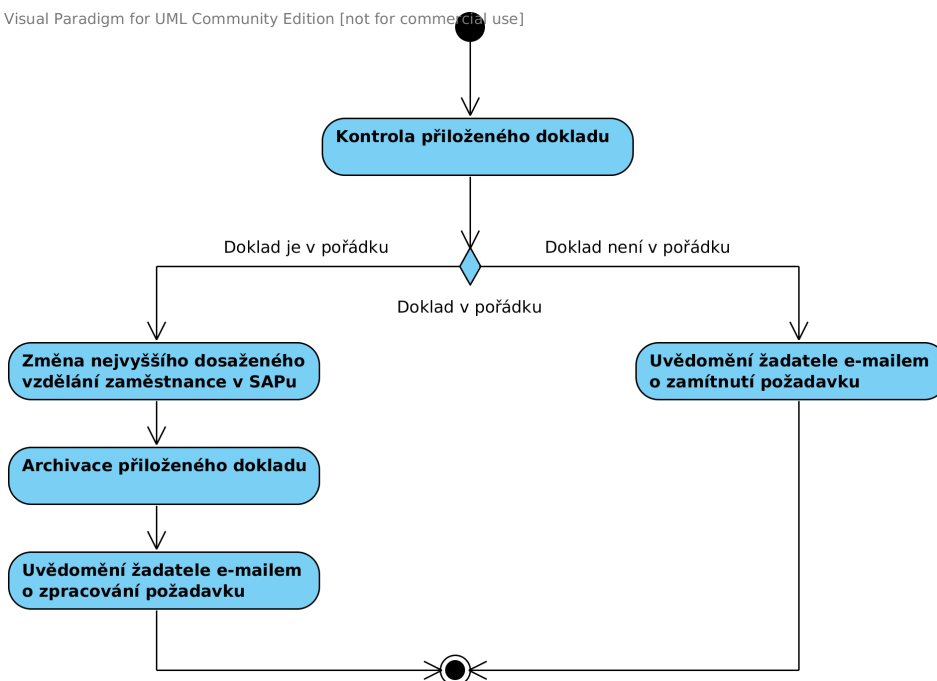 Visual Paradigm for UML Community Edition [not for commercial use]
Kontrola přiloženého dokladu
Doklad je v pořádku
Doklad není v pořádku
Doklad v pořádku
Změna nejvyššího dosaženého
vzdělání zaměstnance v SAPu
Uvědomění žadatele e-mailem
o zamítnutí požadavku
Archivace přiloženého dokladu
Uvědomění žadatele e-mailem
o zpracování požadavku